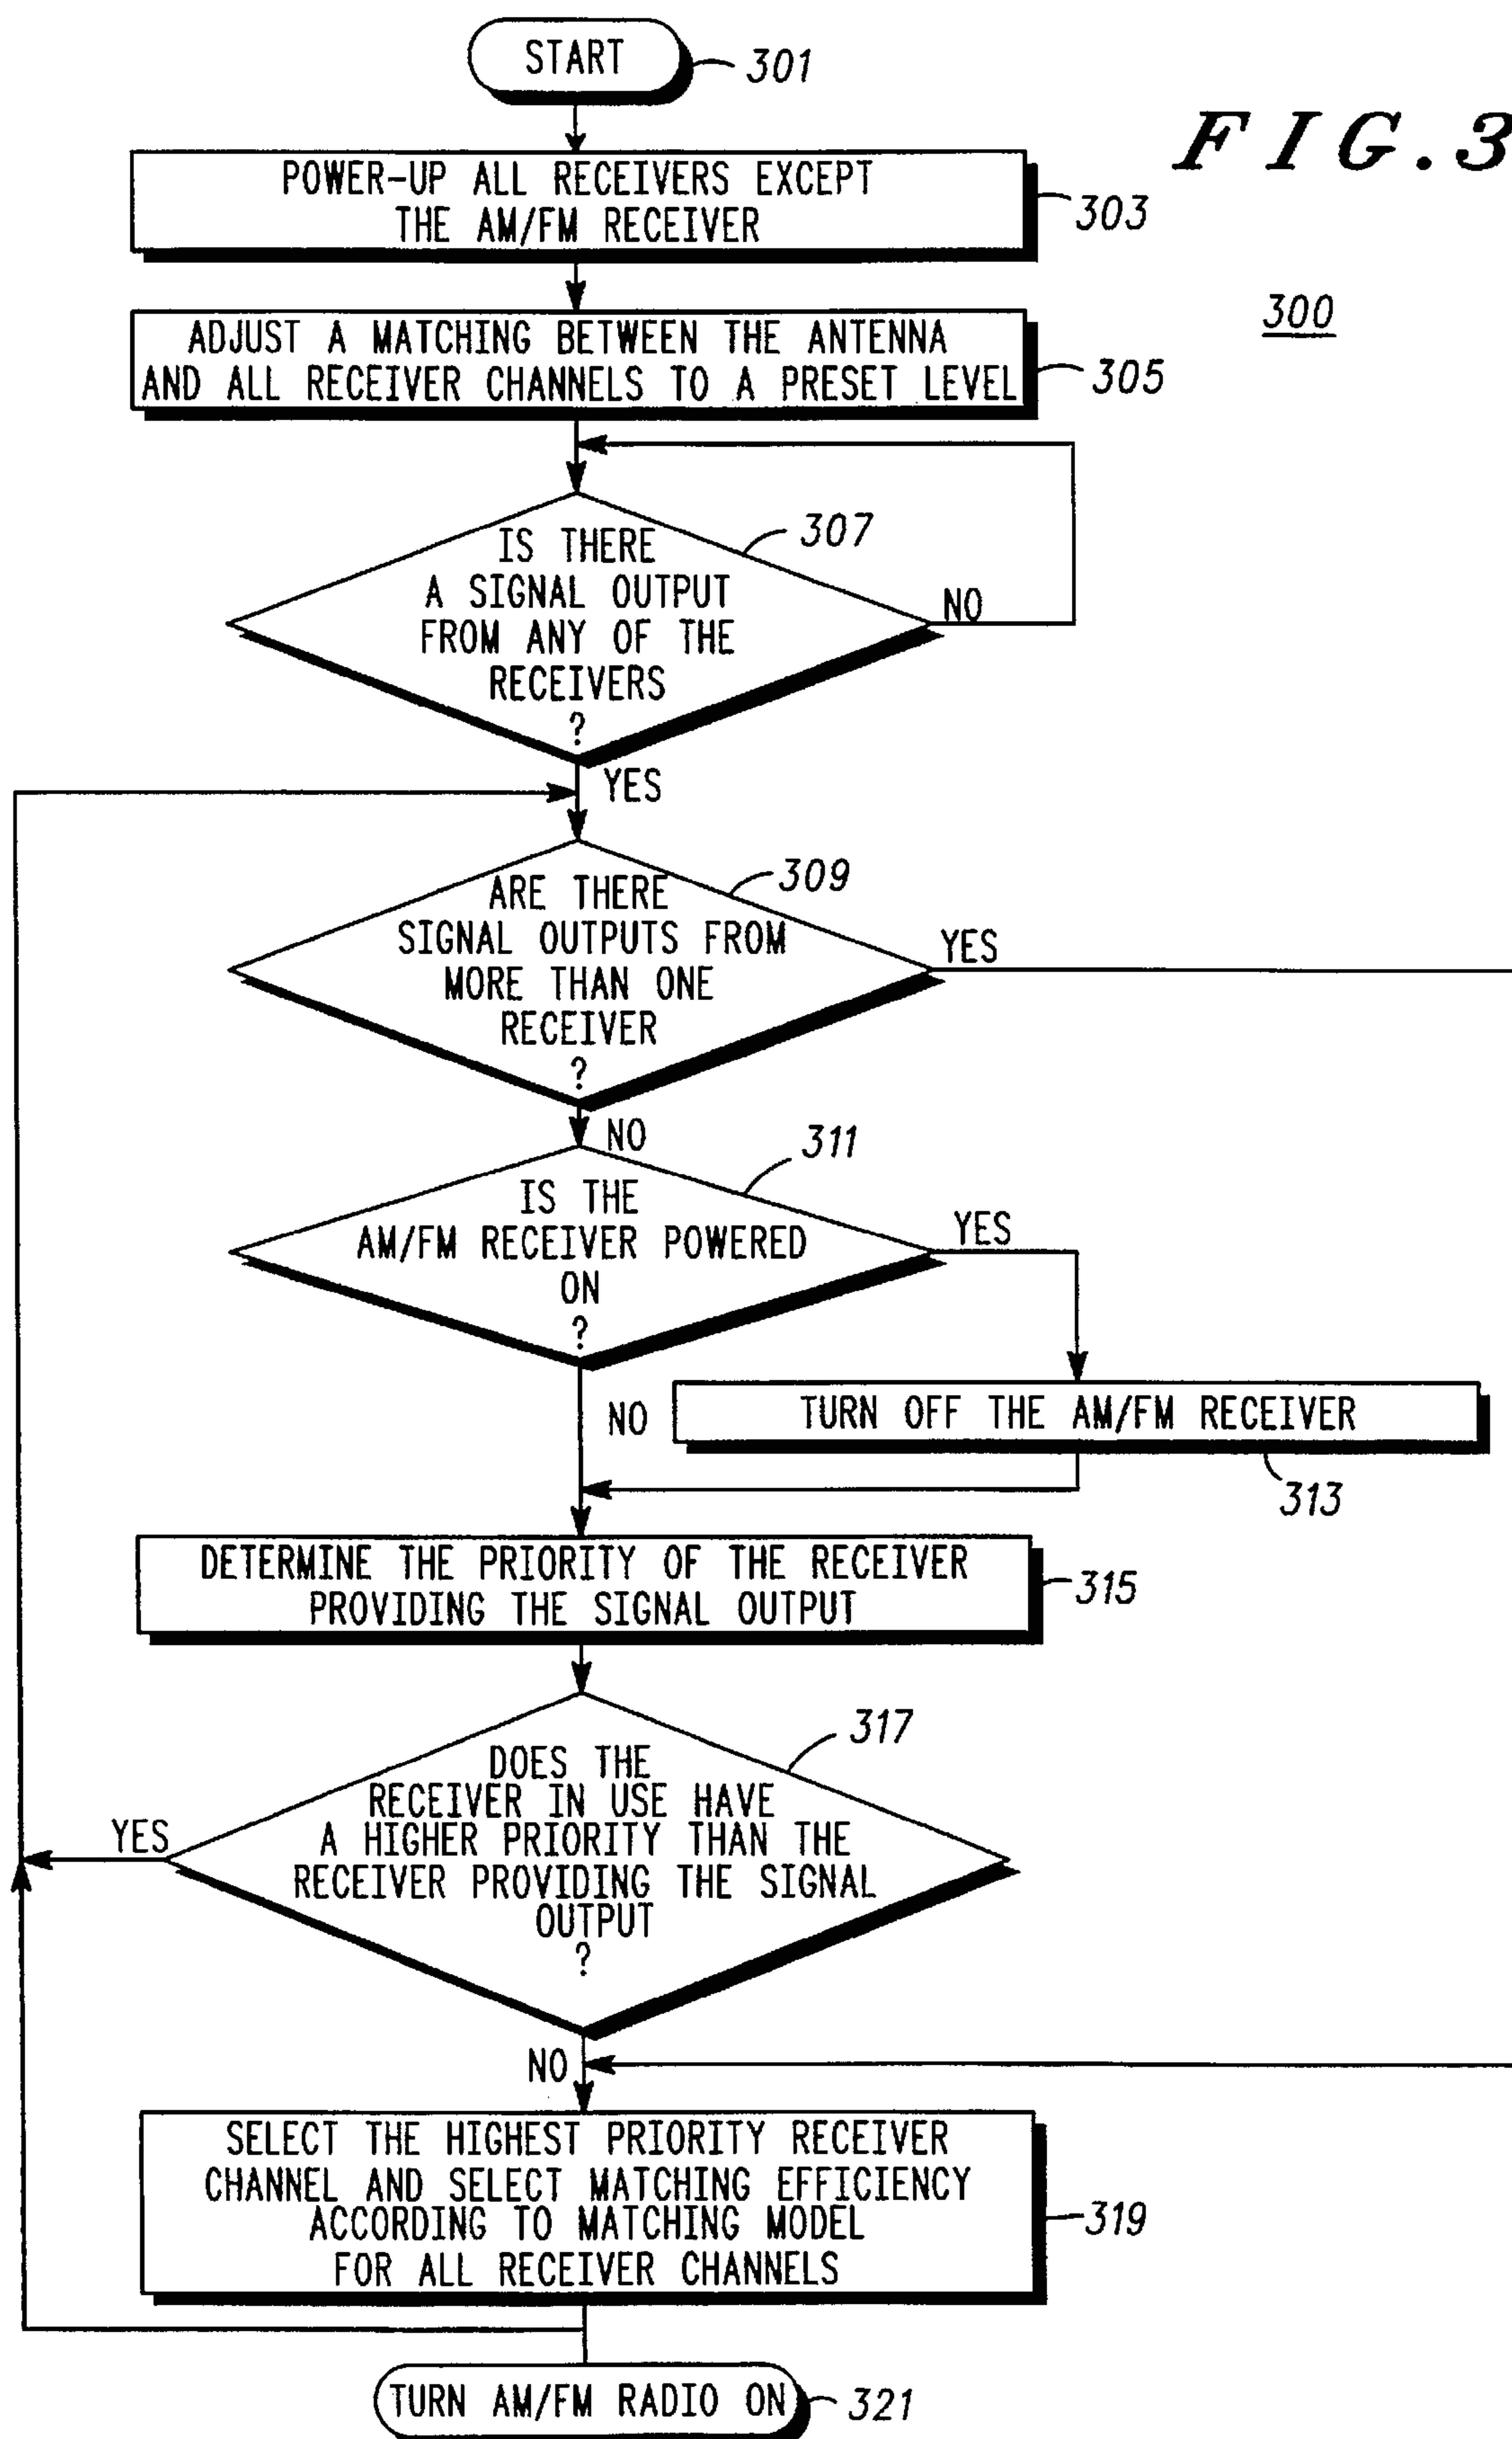 START
301
FIG.3
POWER-UP ALL RECEIVERS EXCEPT
THE AM/FM RECEIVER
303
300
ADJUST A MATCHING BETWEEN THE ANTENNA
AND ALL RECEIVER CHANNELS TO A PRESET LEVEL
305
IS THERE
A SIGNAL OUTPUT
FROM ANY OF THE
RECEIVERS
?
307
NO
YES
ARE THERE
SIGNAL OUTPUTS FROM
MORE THAN ONE
RECEIVER
?
309
YES
NO
IS THE
AM/FM RECEIVER POWERED
ON
?
311
YES
NO
TURN OFF THE AM/FM RECEIVER
313
DETERMINE THE PRIORITY OF THE RECEIVER
PROVIDING THE SIGNAL OUTPUT
315
DOES THE
RECEIVER IN USE HAVE
A HIGHER PRIORITY THAN THE
RECEIVER PROVIDING THE SIGNAL
OUTPUT
?
317
YES
NO
SELECT THE HIGHEST PRIORITY RECEIVER
CHANNEL AND SELECT MATCHING EFFICIENCY
ACCORDING TO MATCHING MODEL
FOR ALL RECEIVER CHANNELS
319
TURN AM/FM RADIO ON
321